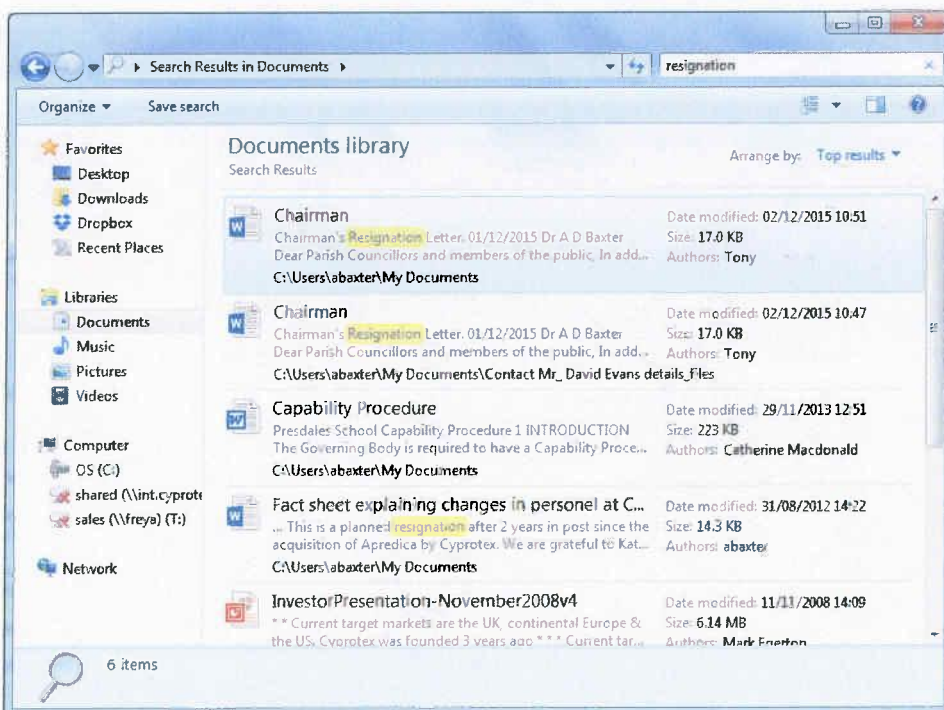 Search Results in Documents
resignation
Organize
Save search
Favorites
Desktop
Downloads
Dropbox
Recent Places
Libraries
Documents
Music
Pictures
Videos
Computer
OS (C:)
shared (\\int.cyprote
sales (\\freya) (T:)
Network
Documents library
Search Results
Arrange by: Top results
Chairman
Chairman's Resignation Letter. 01/12/2015 Dr A D Baxter
Dear Parish Councillors and members of the public, In add...
C:\Users\abaxter\My Documents
Date modified: 02/12/2015 10:51
Size: 17.0 KB
Authors: Tony
Chairman
Chairman's Resignation Letter. 01/12/2015 Dr A D Baxter
Dear Parish Councillors and members of the public, In add...
C:\Users\abaxter\My Documents\Contact Mr_ David Evans details_files
Date modified: 02/12/2015 10:47
Size: 17.0 KB
Authors: Tony
Capability Procedure
Presdales School Capability Procedure 1 INTRODUCTION
The Governing Body is required to have a Capability Proce...
C:\Users\abaxter\My Documents
Date modified: 29/11/2013 12:51
Size: 223 KB
Authors: Catherine Macdonald
Fact sheet explaining changes in personel at C...
... This is a planned resignation after 2 years in post since the
acquisition of Apredica by Cyprotex. We are grateful to Kat...
C:\Users\abaxter\My Documents
Date modified: 31/08/2012 14:22
Size: 14.3 KB
Authors: abaxter
InvestorPresentation-November2008v4
* * Current target markets are the UK, continental Europe &
the US. Cyprotex was founded 3 years ago * * * Current tar...
Date modified: 11/11/2008 14:09
Size: 6.14 MB
Authors: Mark Egerton
6 items